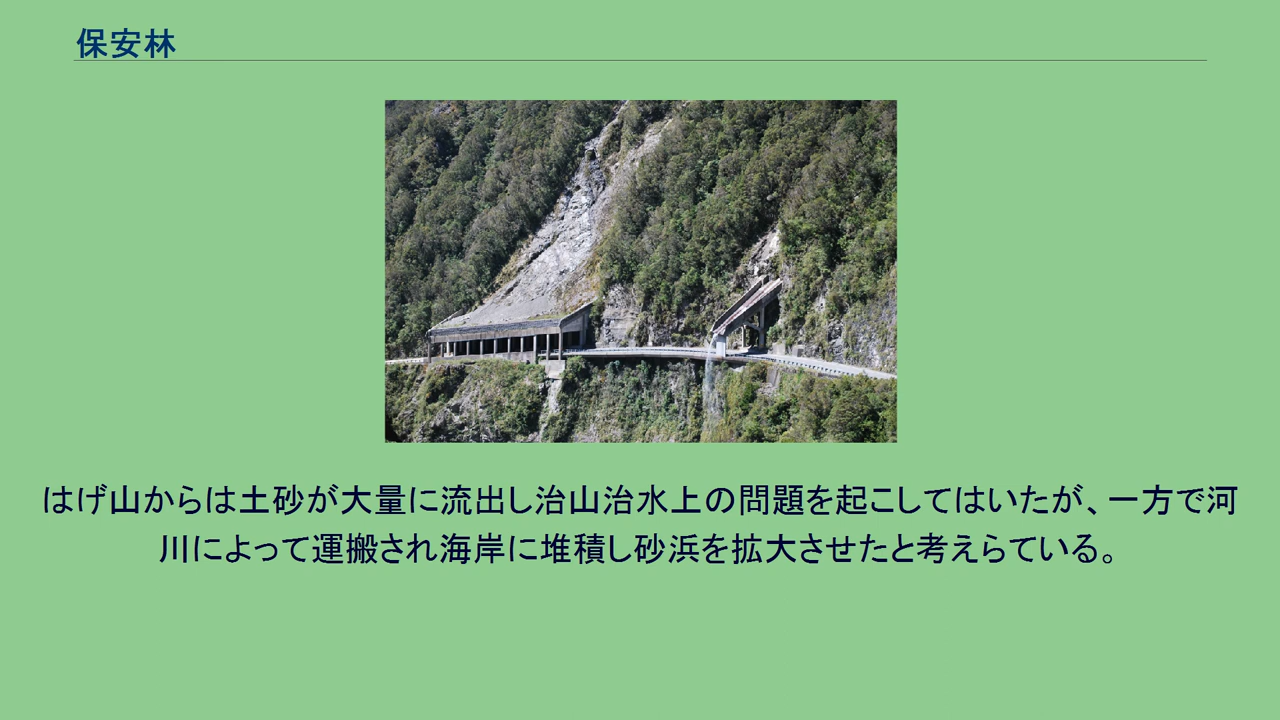 保安林
はげ山からは土砂が大量に流出し治山治水上の問題を起こしてはいたが、一方で河
川によって運搬され海岸に堆積し砂浜を拡大させたと考えらている。